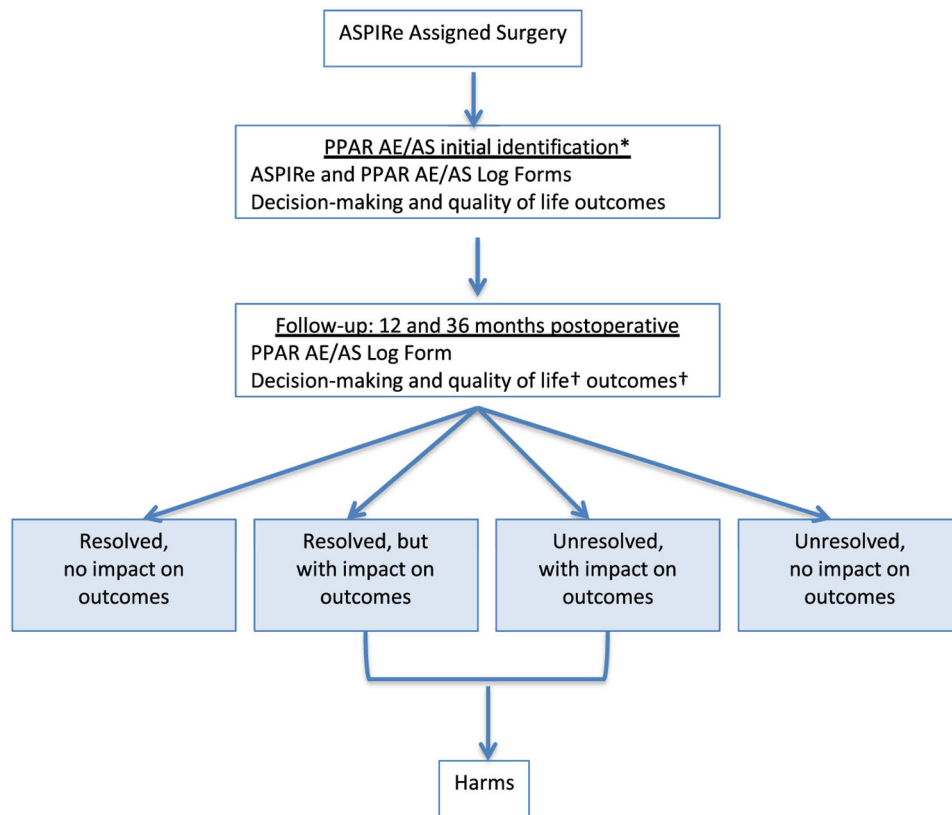 ASPIRe Assigned Surgery
PPAR AE/AS initial identification*
ASPIRe and PPAR AE/AS Log Forms
Decision-making and quality of life outcomes
Follow-up: 12 and 36 months postoperative
PPAR AE/AS Log Form
Decision-making and quality of life† outcomes†
Resolved,
no impact on
outcomes
Resolved, but
with impact on
outcomes
Unresolved,
with impact on
outcomes
Unresolved,
no impact on
outcomes
Harms